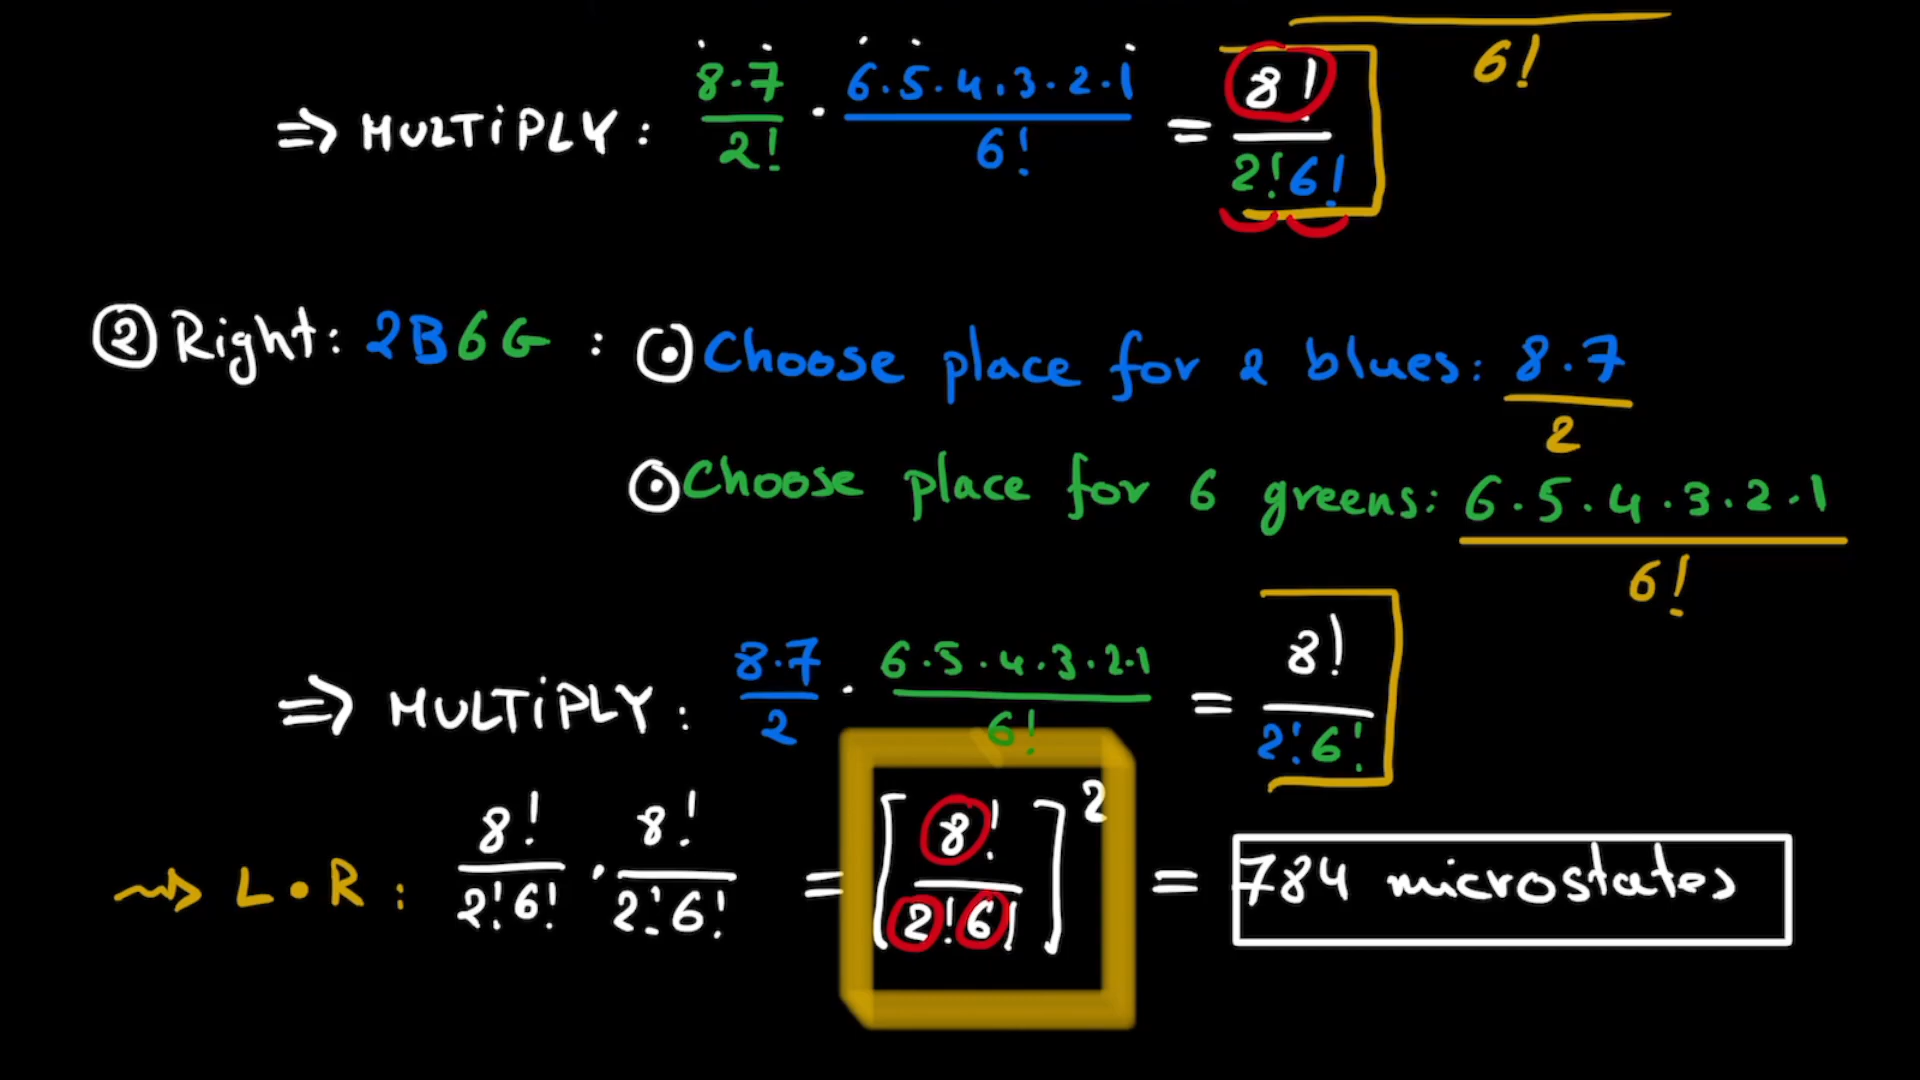 6!
=> MULTIPLY: 8·7/2! · 6·5·4·3·2·1/6! = 8!/2!6!
② Right: 2B6G : ⊙ Choose place for 2 blues: 8·7/2
⊙ Choose place for 6 greens: 6·5·4·3·2·1/6!
=> MULTIPLY: 8·7/2 · 6·5·4·3·2·1/6! = 8!/2!6!
⇝ L·R: 8!/2!6! · 8!/2!6! = [8!/2!6!]² = 784 microstates